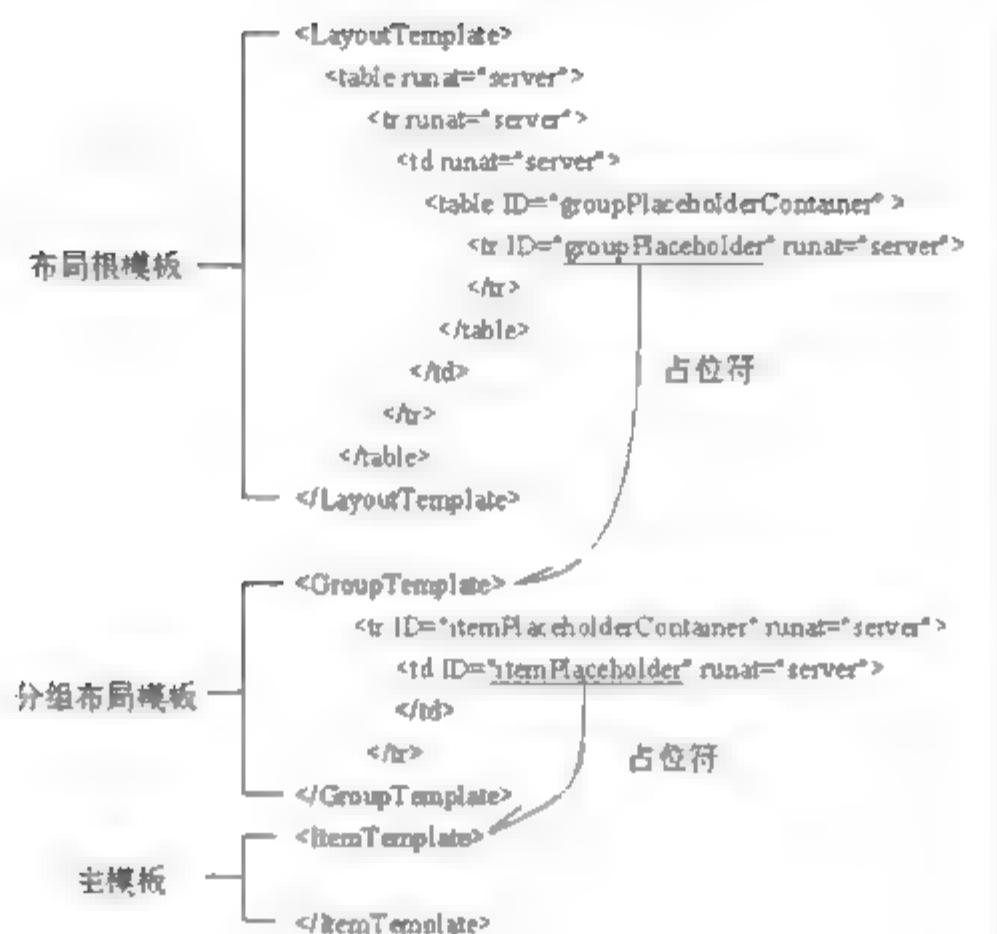 <LayoutTemplate>
<table runat="server">
<tr runat="server">
<td runat="server">
<table ID="groupPlaceholderContainer" >
布局根模板
<tr ID="groupPlaceholder" runat="server">
</tr>
</table>
</td>
占位符
</tr>
</table>
</LayoutTemplate>
<GroupTemplate>
<tr ID="itemPlaceholderContainer" runat="server" >
<td ID="itemPlaceholder" runat="server">
分组布局模板
</td>
</tr>
占位符
</GroupTemplate>
<ItemTemplate>
主模板
</ItemTemplate>